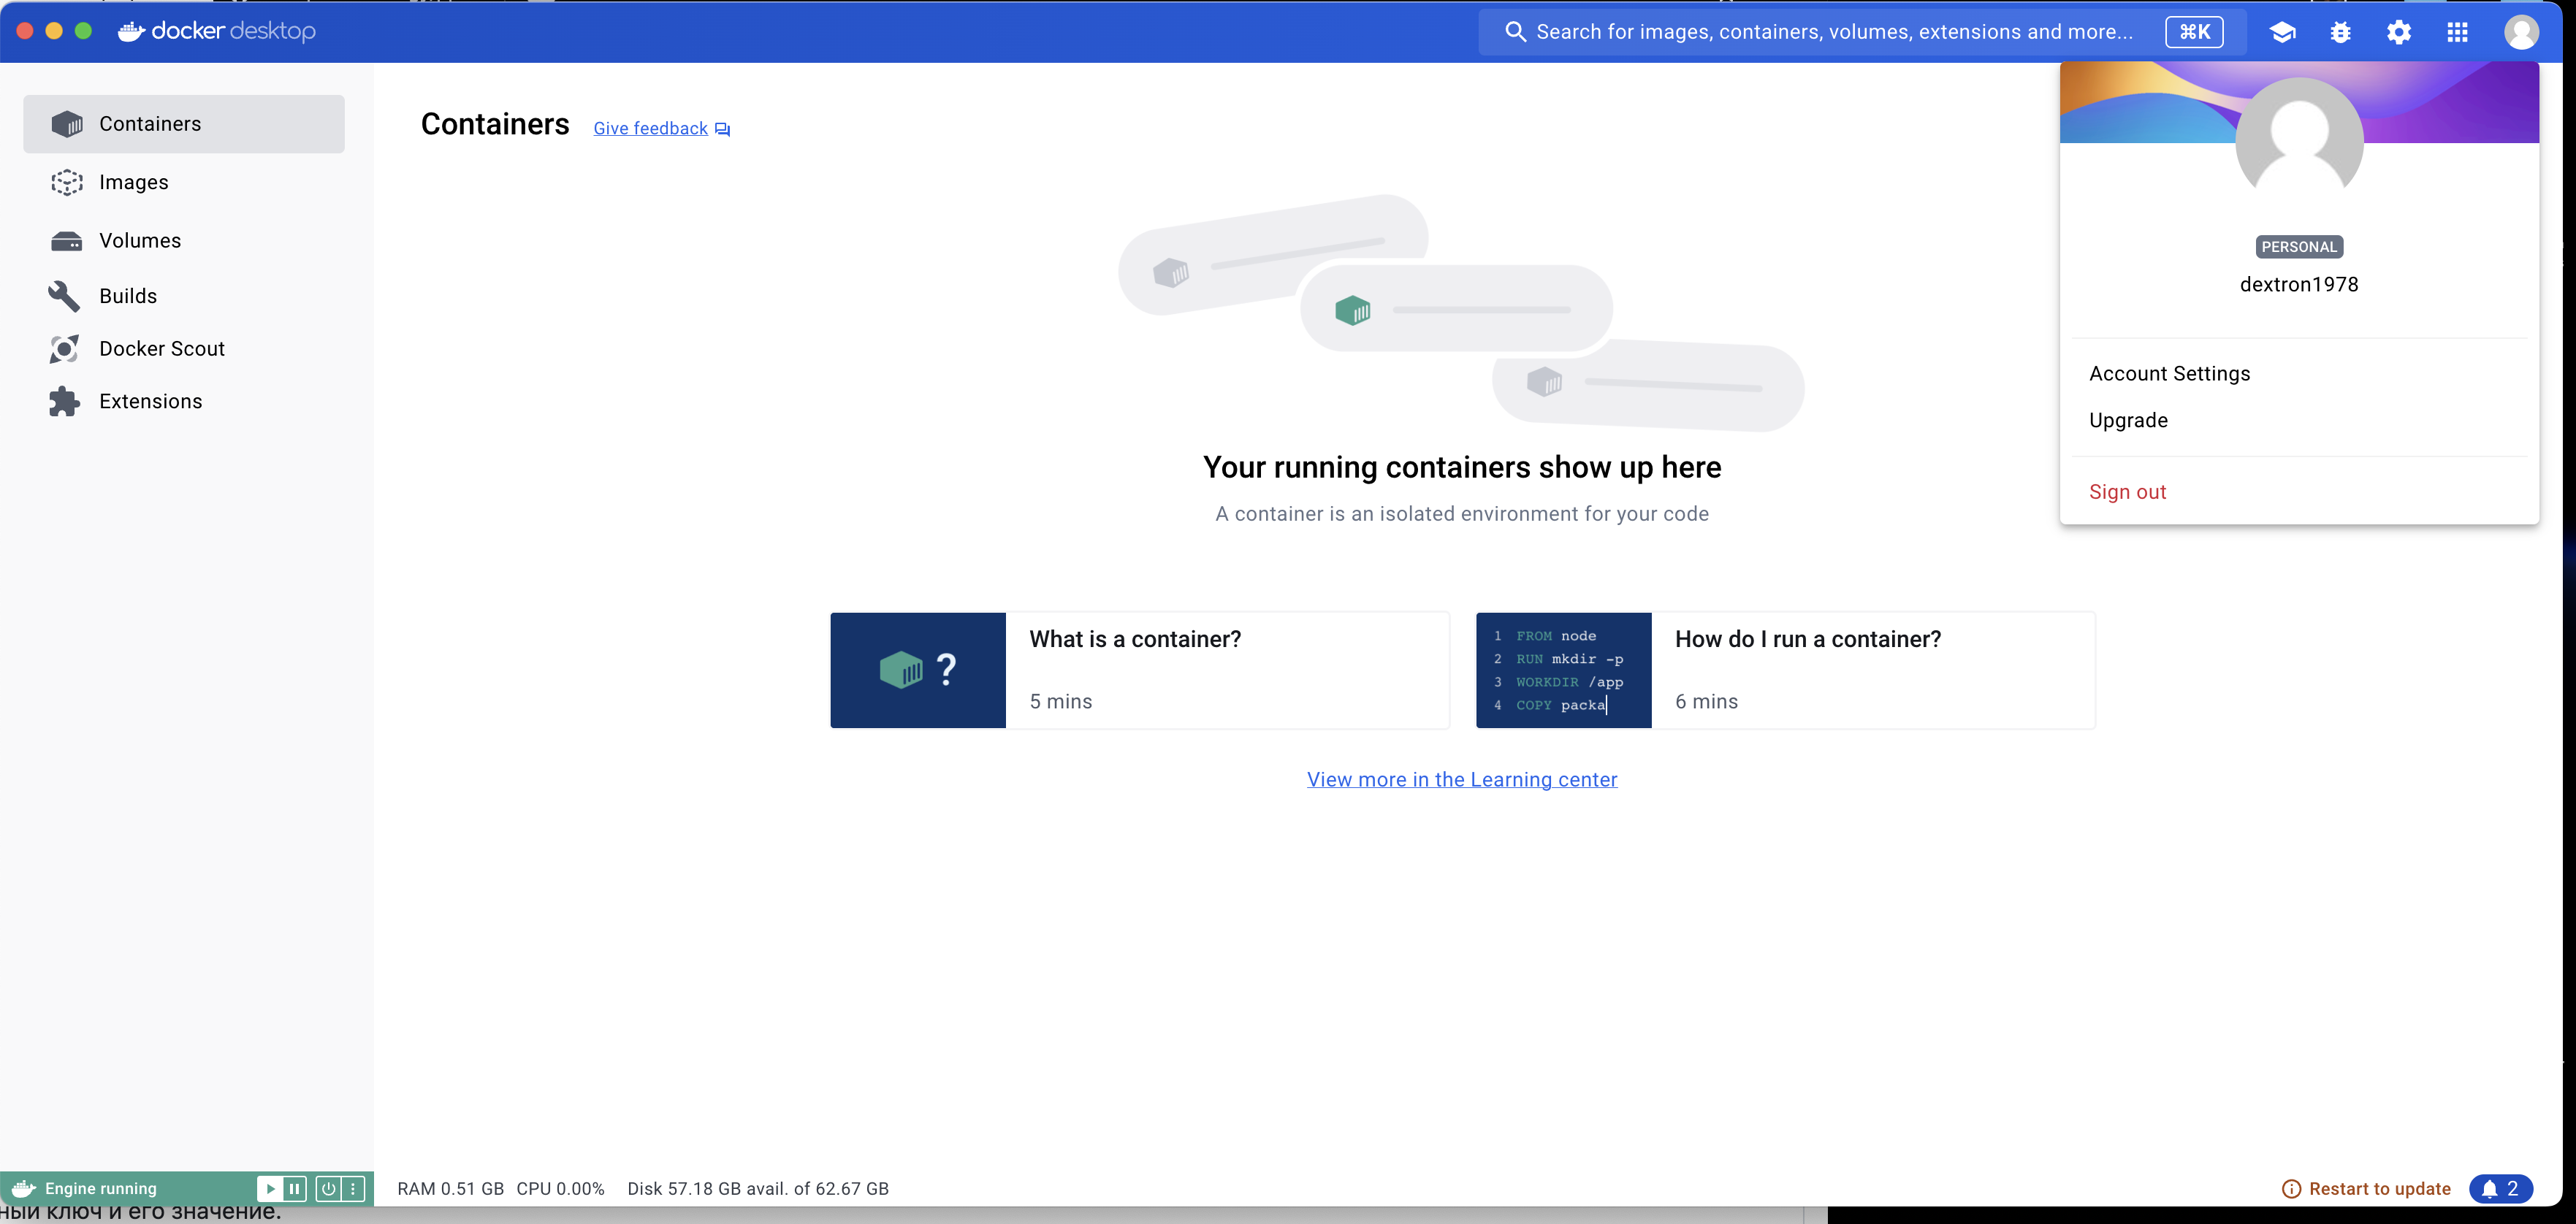 docker desktop
Search for images, containers, volumes, extensions and more...
⌘K
Containers
Images
Volumes
Builds
Docker Scout
Extensions
Containers
Give feedback
Your running containers show up here
A container is an isolated environment for your code
?
What is a container?
5 mins
1 FROM node
2 RUN mkdir -p
3 WORKDIR /app
4 COPY packa
How do I run a container?
6 mins
View more in the Learning center
PERSONAL
dextron1978
Account Settings
Upgrade
Sign out
Engine running
RAM 0.51 GB CPU 0.00% Disk 57.18 GB avail. of 62.67 GB
Restart to update
2
ный ключ и его значение.